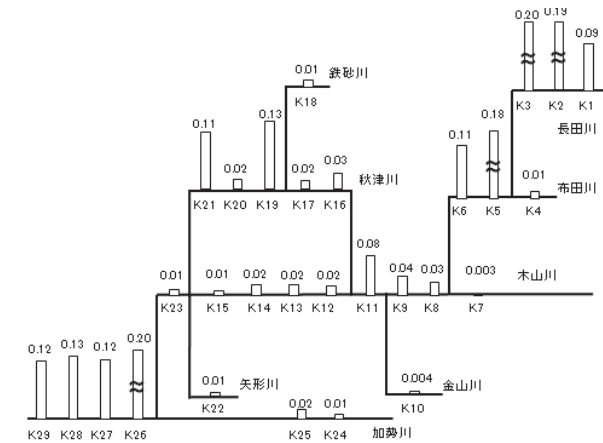 0.20 0.19 0.09
K3 K2 K1
長田川
0.01 鉄砂川
K18
0.11 0.02 0.13 0.02 0.03
秋津川
K21 K20 K19 K17 K16
0.11 0.18 0.01
布田川
K6 K5 K4
0.01 0.01 0.02 0.02 0.02 0.08 0.04 0.03 0.003
木山川
K23 K15 K14 K13 K12 K11 K9 K8 K7
0.01 矢形川
K22
0.004 金山川
K10
0.12 0.13 0.12 0.20 0.02 0.01
K29 K28 K27 K26 K25 K24 加勢川